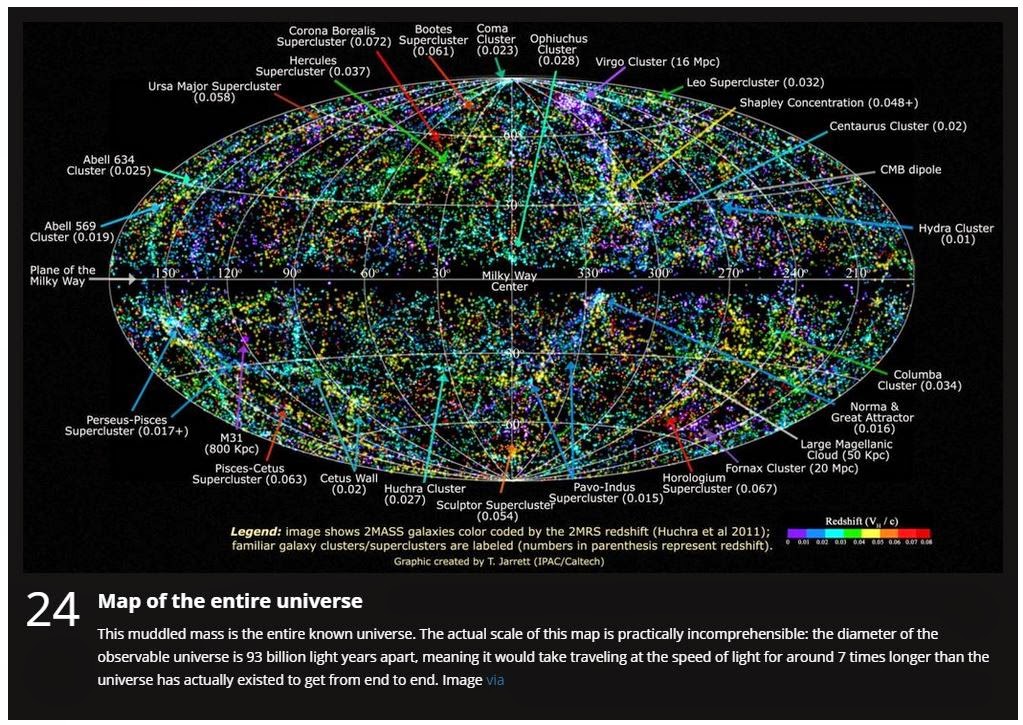 Corona Borealis
Supercluster (0.072)
Bootes
Supercluster
(0.061)
Coma
Cluster
(0.023)
Ophiuchus
Cluster
(0.028)
Hercules
Supercluster (0.037)
Virgo Cluster (16 Mpc)
Ursa Major Supercluster
(0.058)
Leo Supercluster (0.032)
Shapley Concentration (0.048+)
Centaurus Cluster (0.02)
60°
Abell 634
Cluster (0.025)
CMB dipole
30°
Abell 569
Cluster (0.019)
Hydra Cluster
(0.01)
Plane of the
Milky Way
150° 120° 90° 60° 30° Milky Way
Center
330° 300° 270° 240° 210°
-30°
Columba
Cluster (0.034)
Perseus-Pisces
Supercluster (0.017+)
Norma &
Great Attractor
(0.016)
-60°
M31
(800 Kpc)
Large Magellanic
Cloud (50 Kpc)
Pisces-Cetus
Supercluster (0.063)
Cetus Wall
(0.02)
Huchra Cluster
(0.027)
Sculptor Supercluster
(0.054)
Pavo-Indus
Supercluster (0.015)
Horologium
Supercluster (0.067)
Fornax Cluster (20 Mpc)
Legend: image shows 2MASS galaxies color coded by the 2MRS redshift (Huchra et al 2011);
familiar galaxy clusters/superclusters are labeled (numbers in parenthesis represent redshift).
Graphic created by T. Jarrett (IPAC/Caltech)
Redshift (VH / c)
0 0.01 0.02 0.03 0.04 0.05 0.06 0.07 0.08
24 Map of the entire universe
This muddled mass is the entire known universe. The actual scale of this map is practically incomprehensible: the diameter of the
observable universe is 93 billion light years apart, meaning it would take traveling at the speed of light for around 7 times longer than the
universe has actually existed to get from end to end. Image via